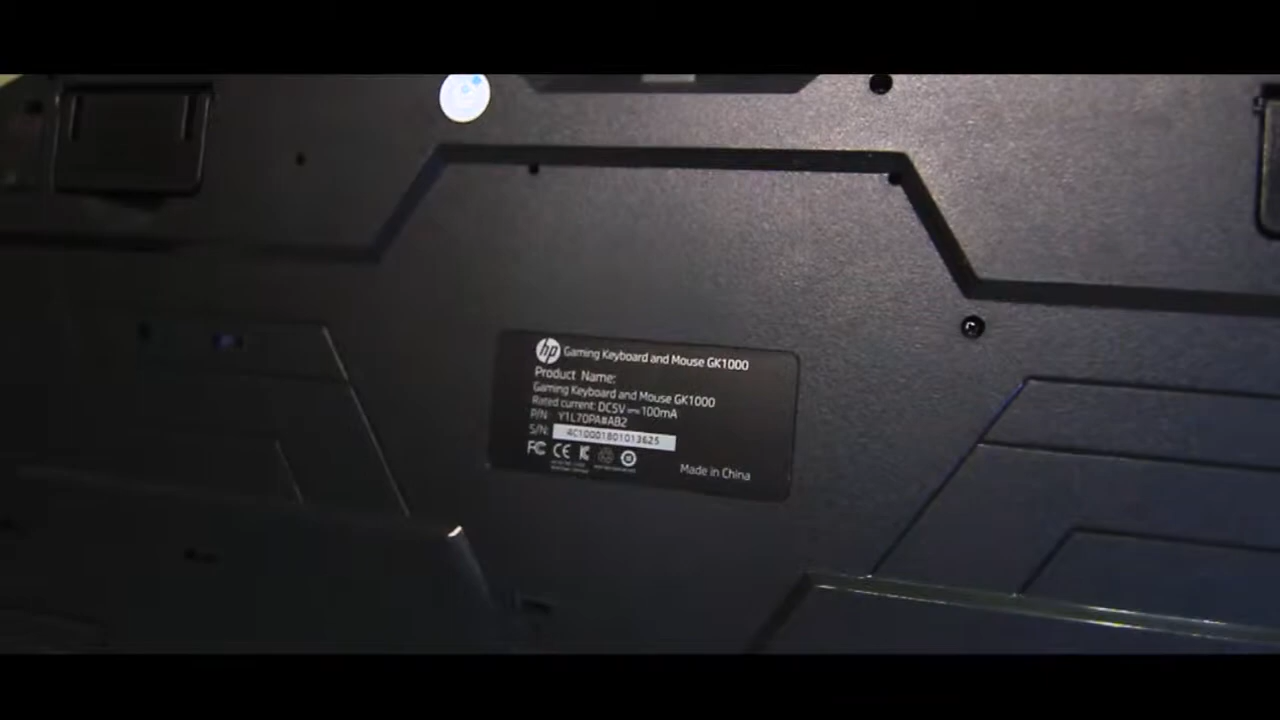 hp Gaming Keyboard and Mouse GK1000
Product Name:
Gaming Keyboard and Mouse GK1000
Rated current: DC5V⎓100mA
P/N: Y1L70PA#AB2
S/N: 4C10001801013625
FC CE
Made in China